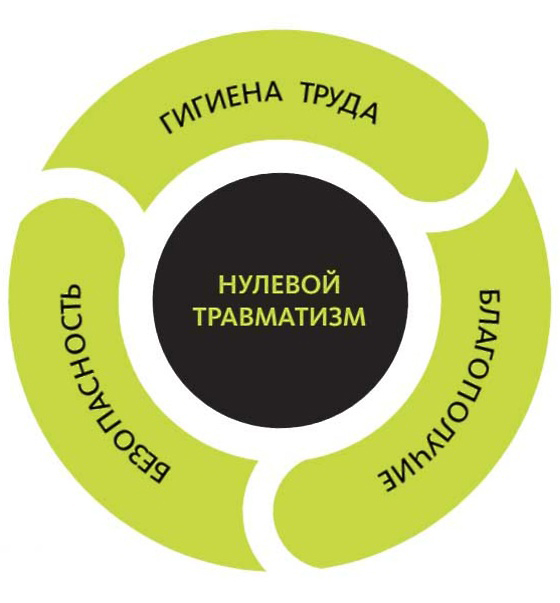 ГИГИЕНА ТРУДА
НУЛЕВОЙ
ТРАВМАТИЗМ
БЛАГОПОЛУЧИЕ
БЕЗОПАСНОСТЬ